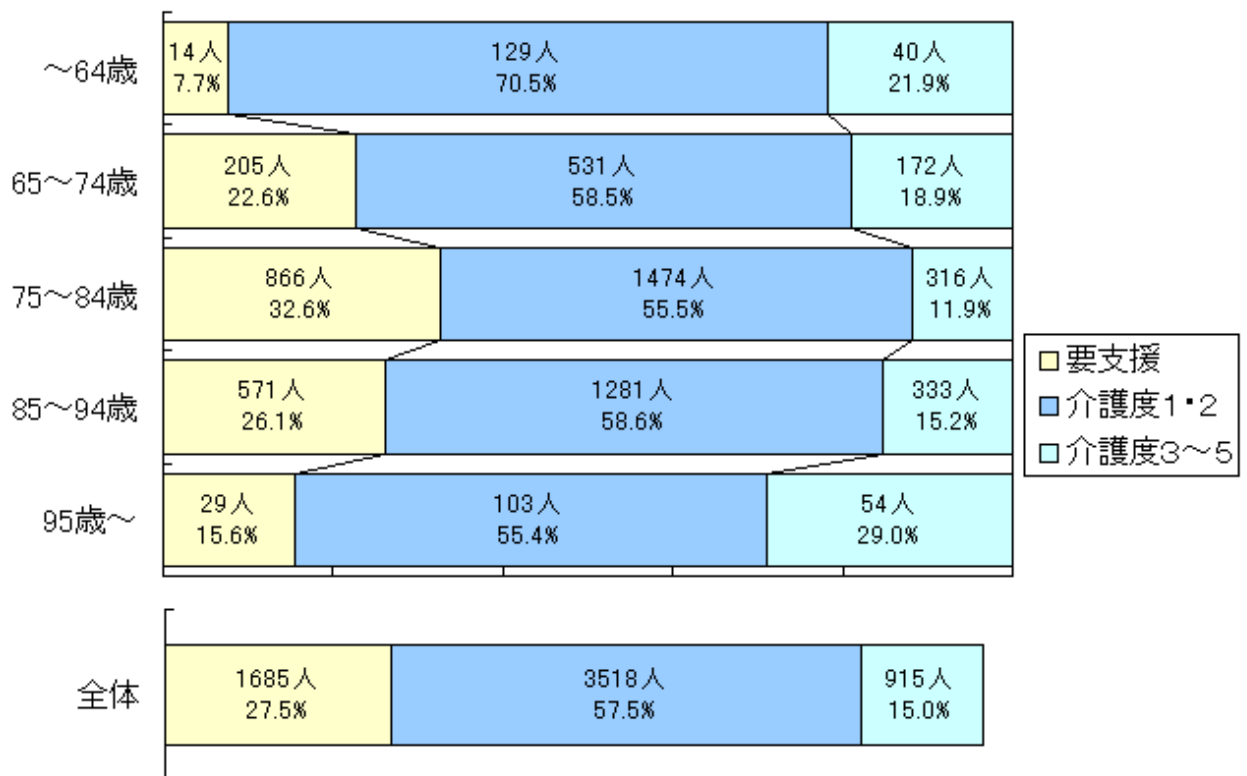 ～64歳
14人
7.7%
129人
70.5%
40人
21.9%
65～74歳
205人
22.6%
531人
58.5%
172人
18.9%
75～84歳
866人
32.6%
1474人
55.5%
316人
11.9%
85～94歳
571人
26.1%
1281人
58.6%
333人
15.2%
95歳～
29人
15.6%
103人
55.4%
54人
29.0%
要支援
介護度1・2
介護度3～5
全体
1685人
27.5%
3518人
57.5%
915人
15.0%